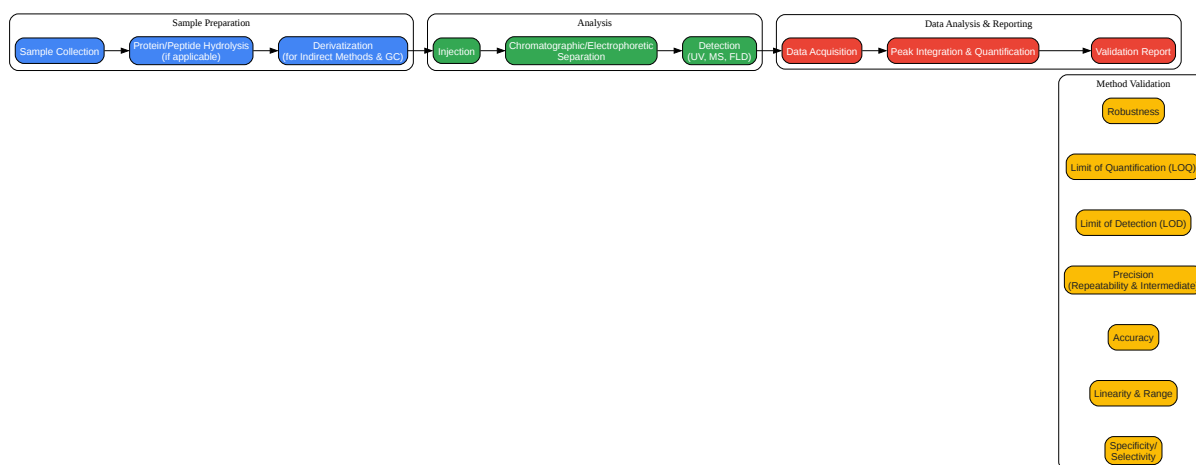 Sample Preparation
Sample Collection
Protein/Peptide Hydrolysis
(if applicable)
Derivatization
(for Indirect Methods & GC)
Analysis
Injection
Chromatographic/Electrophoretic
Separation
Detection
(UV, MS, FLD)
Data Analysis & Reporting
Data Acquisition
Peak Integration & Quantification
Validation Report
Method Validation
Robustness
Limit of Quantification (LOQ)
Limit of Detection (LOD)
Precision
(Repeatability & Intermediate)
Accuracy
Linearity & Range
Specificity/
Selectivity